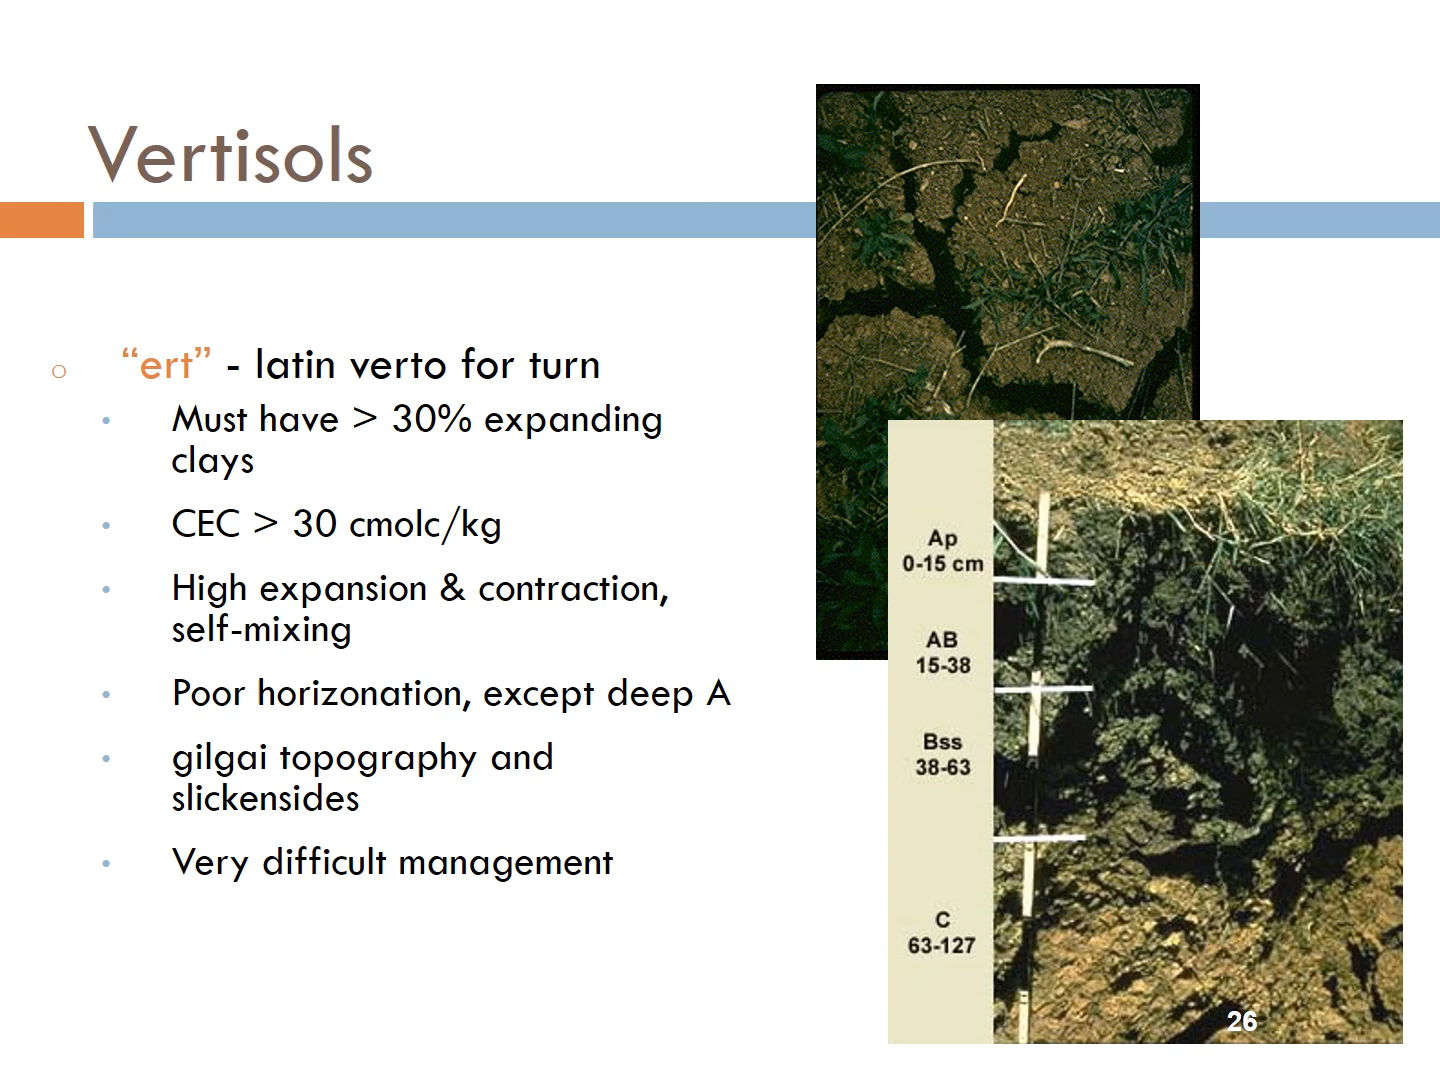 Vertisols
“ert” - latin verto for turn
Must have > 30% expanding
clays
CEC > 30 cmolc/kg
High expansion & contraction,
self-mixing
Poor horizonation, except deep A
gilgai topography and
slickensides
Very difficult management
Ap
0-15 cm
AB
15-38
Bss
38-63
C
63-127
26